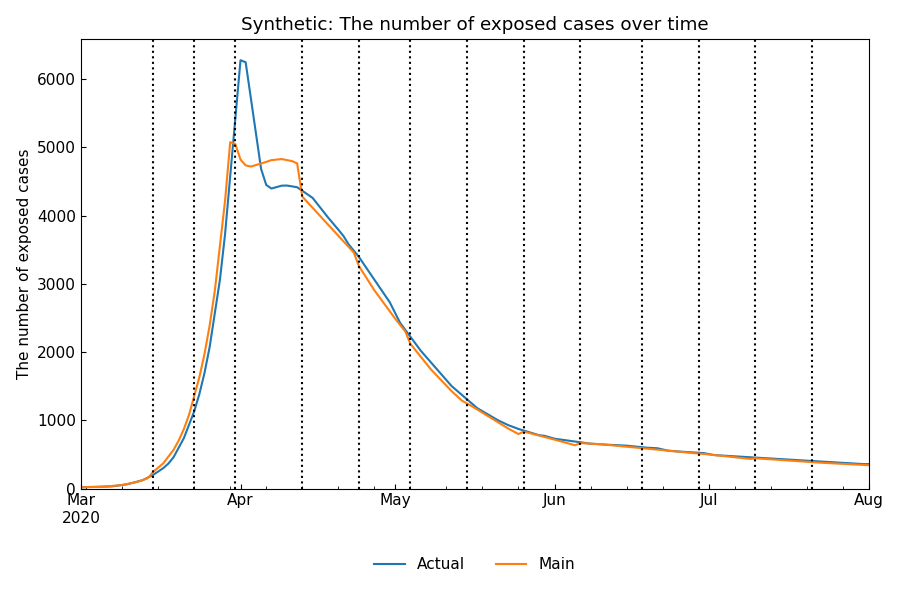 Synthetic: The number of exposed cases over time
The number of exposed cases
6000
5000
4000
3000
2000
1000
0
Mar Apr May Jun Jul Aug
2020
Actual Main